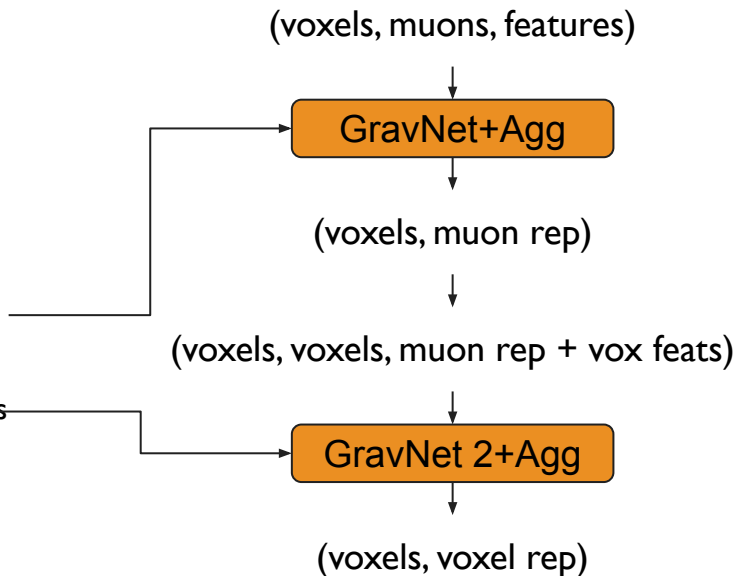 (voxels, muons, features)
GravNet+Agg
(voxels, muon rep)
(voxels, voxels, muon rep + vox feats)
s
GravNet 2+Agg
(voxels, voxel rep)